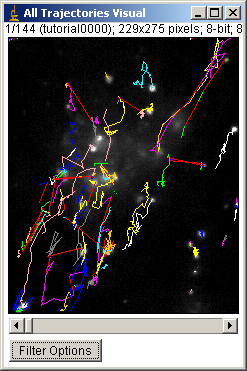 All Trajectories Visual
1/144 (tutorial0000); 229x275 pixels; 8-bit; 8
Filter Options